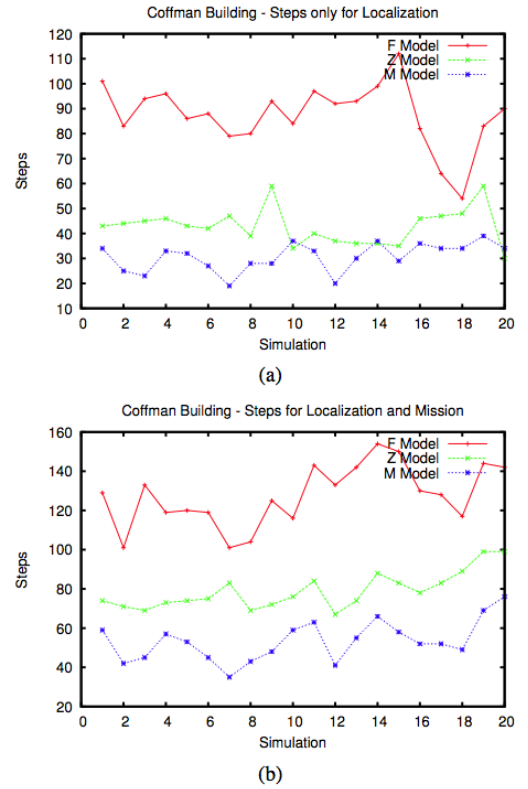 Coffman Building - Steps only for Localization
120
110
100
90
80
70
60
50
40
30
20
10
Steps
F Model
Z Model
M Model
0 2 4 6 8 10 12 14 16 18 20
Simulation
(a)
Coffman Building - Steps for Localization and Mission
160
140
120
100
80
60
40
20
Steps
F Model
Z Model
M Model
0 2 4 6 8 10 12 14 16 18 20
Simulation
(b)